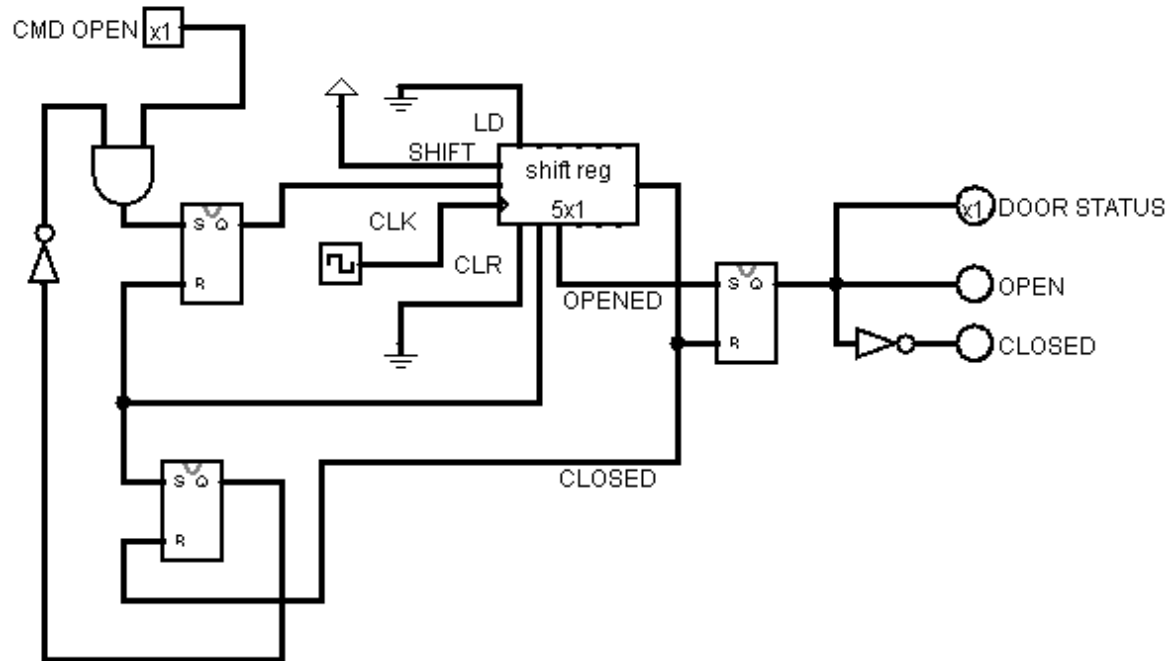 CMD OPEN x1
LD
SHIFT
shift reg
5x1
CLK
CLR
S Q
R
x1 DOOR STATUS
OPENED
S Q
R
OPEN
CLOSED
S Q
R
CLOSED